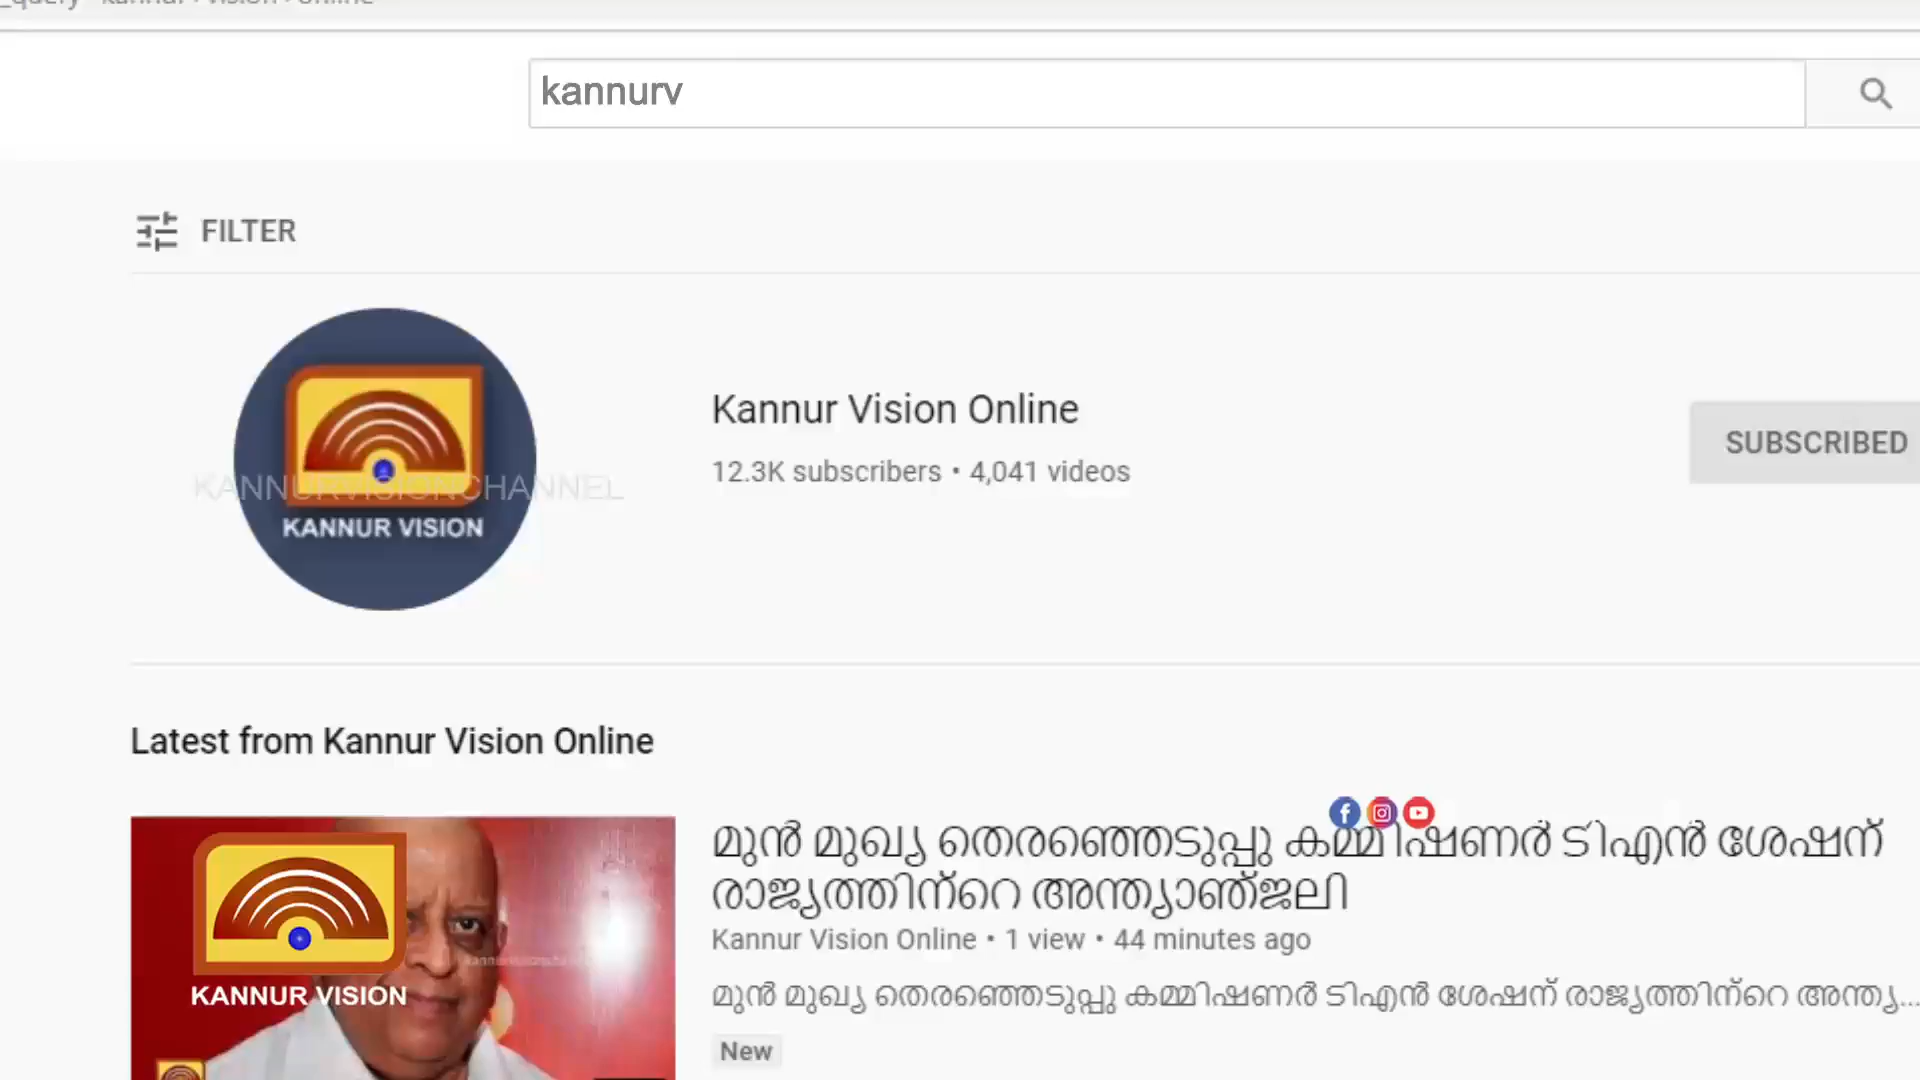 kannurv
FILTER
KANNURVISIONCHANNEL
KANNUR VISION
Kannur Vision Online
12.3K subscribers • 4,041 videos
SUBSCRIBED
Latest from Kannur Vision Online
മുൻ മുഖ്യ തെരഞ്ഞെടുപ്പു കമ്മിഷണർ ടിഎൻ ശേഷന്
രാജ്യത്തിന്റെ അന്ത്യാഞ്ജലി
Kannur Vision Online • 1 view • 44 minutes ago
മുൻ മുഖ്യ തെരഞ്ഞെടുപ്പു കമ്മിഷണർ ടിഎൻ ശേഷന് രാജ്യത്തിന്റെ അന്ത്യ...
New
KANNUR VISION